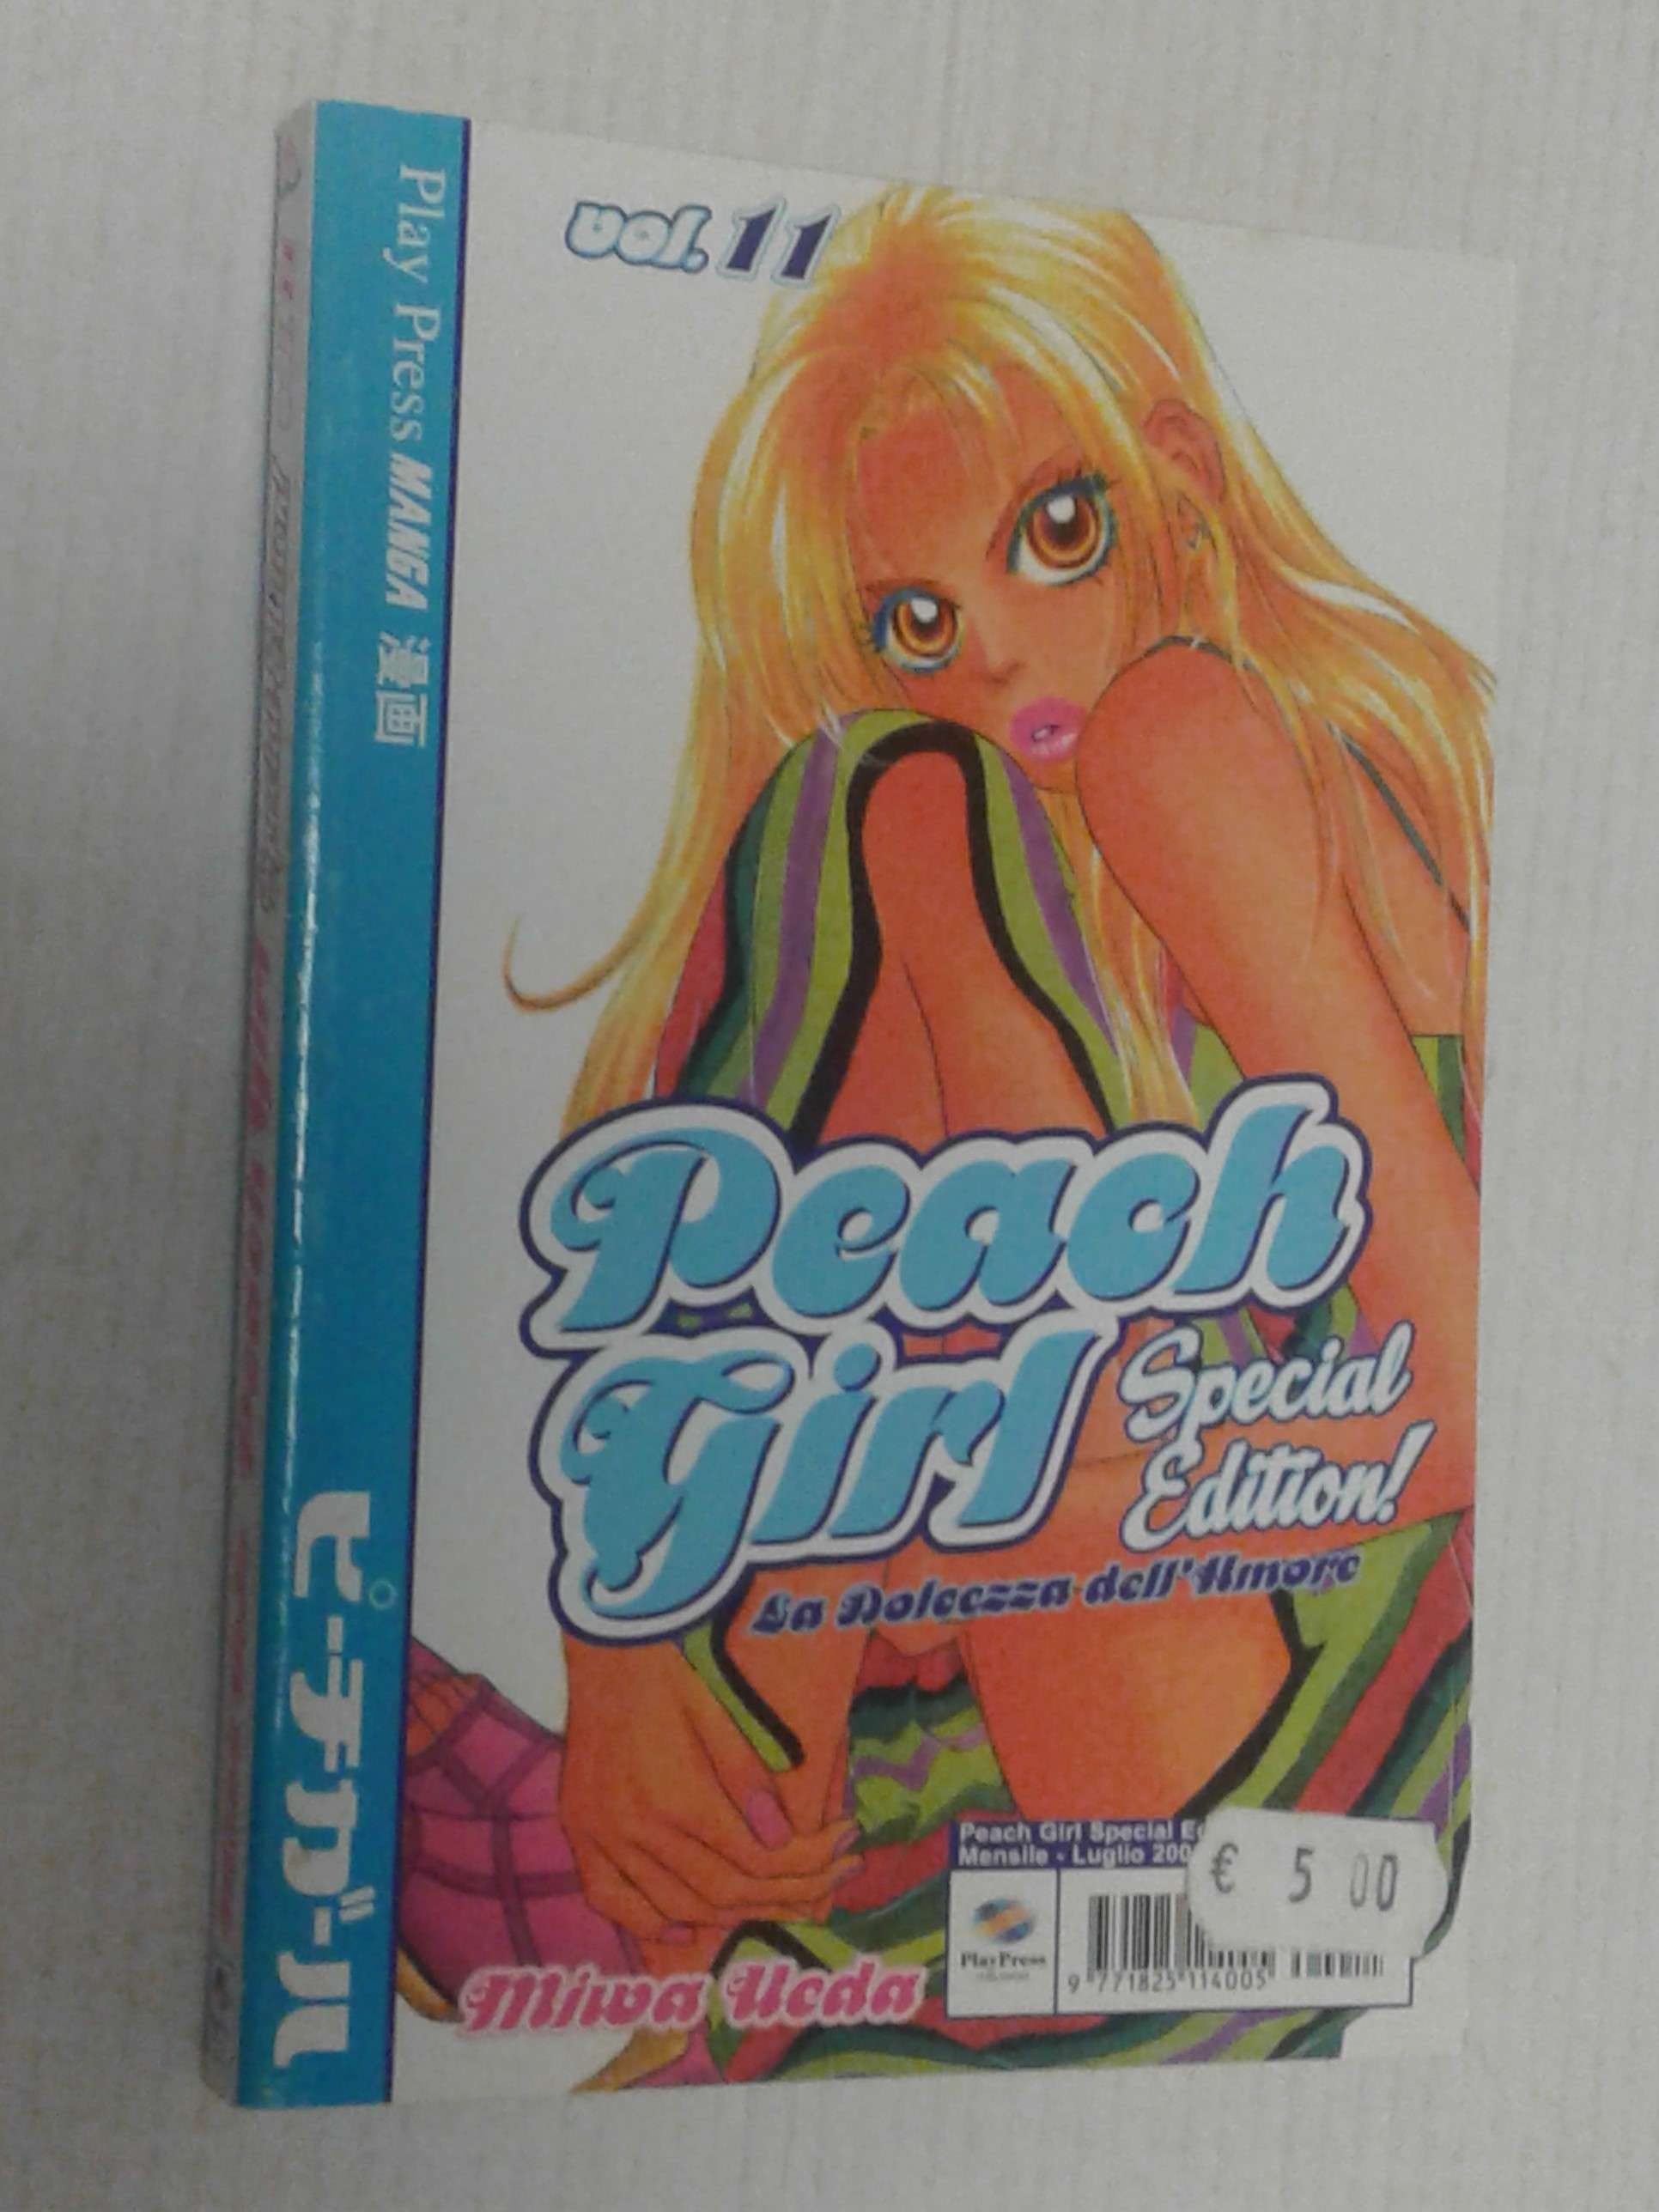 Play Press MANGA 漫画
ピーチガール
vol. 11
Peach
Girl
Special
Edition!
La Dolcezza dell'Amore
Miwa Ueda
Peach Girl Special
Mensile - Luglio
€ 5 00
PlayPress
9 771825 114005